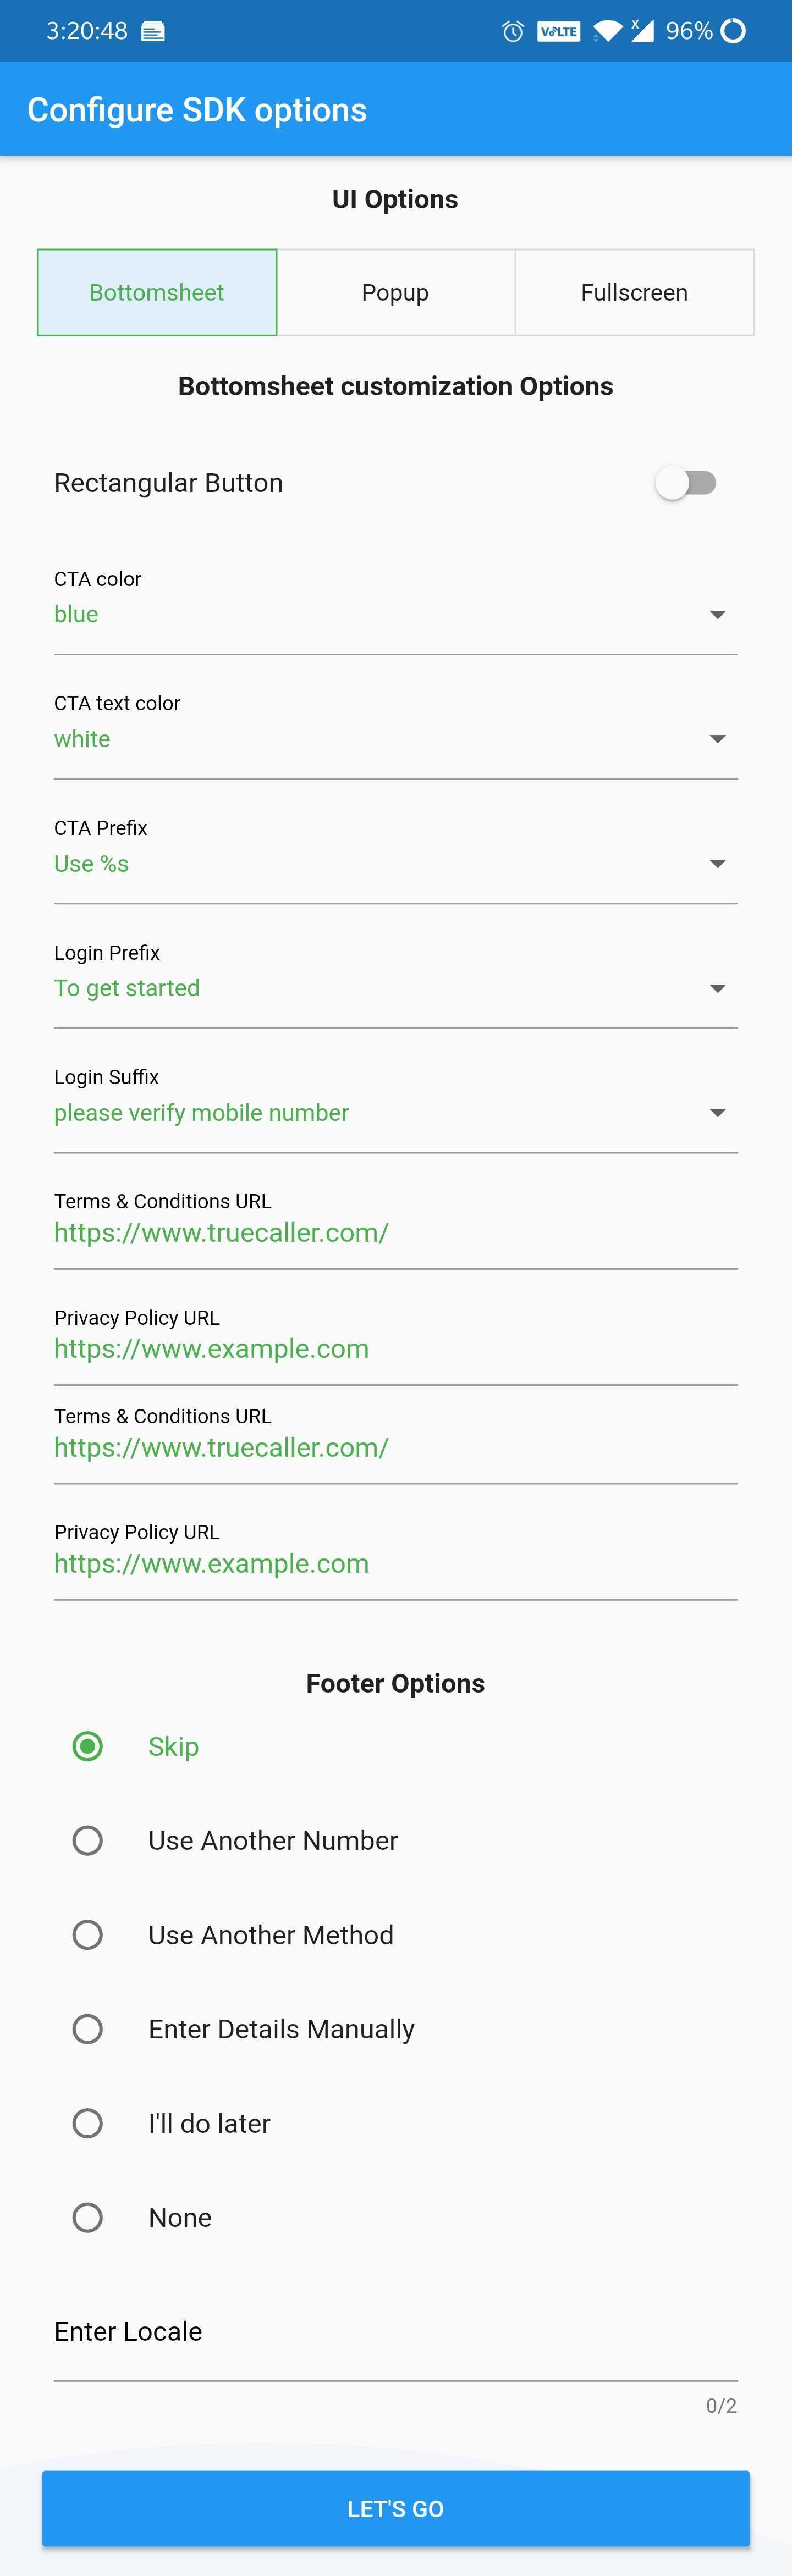 3:20:48 VoLTE X 96%
Configure SDK options
UI Options
Bottomsheet Popup Fullscreen
Bottomsheet customization Options
Rectangular Button
CTA color
blue
CTA text color
white
CTA Prefix
Use %s
Login Prefix
To get started
Login Suffix
please verify mobile number
Terms & Conditions URL
https://www.truecaller.com/
Privacy Policy URL
https://www.example.com
Terms & Conditions URL
https://www.truecaller.com/
Privacy Policy URL
https://www.example.com
Footer Options
Skip
Use Another Number
Use Another Method
Enter Details Manually
I'll do later
None
Enter Locale
0/2
LET'S GO